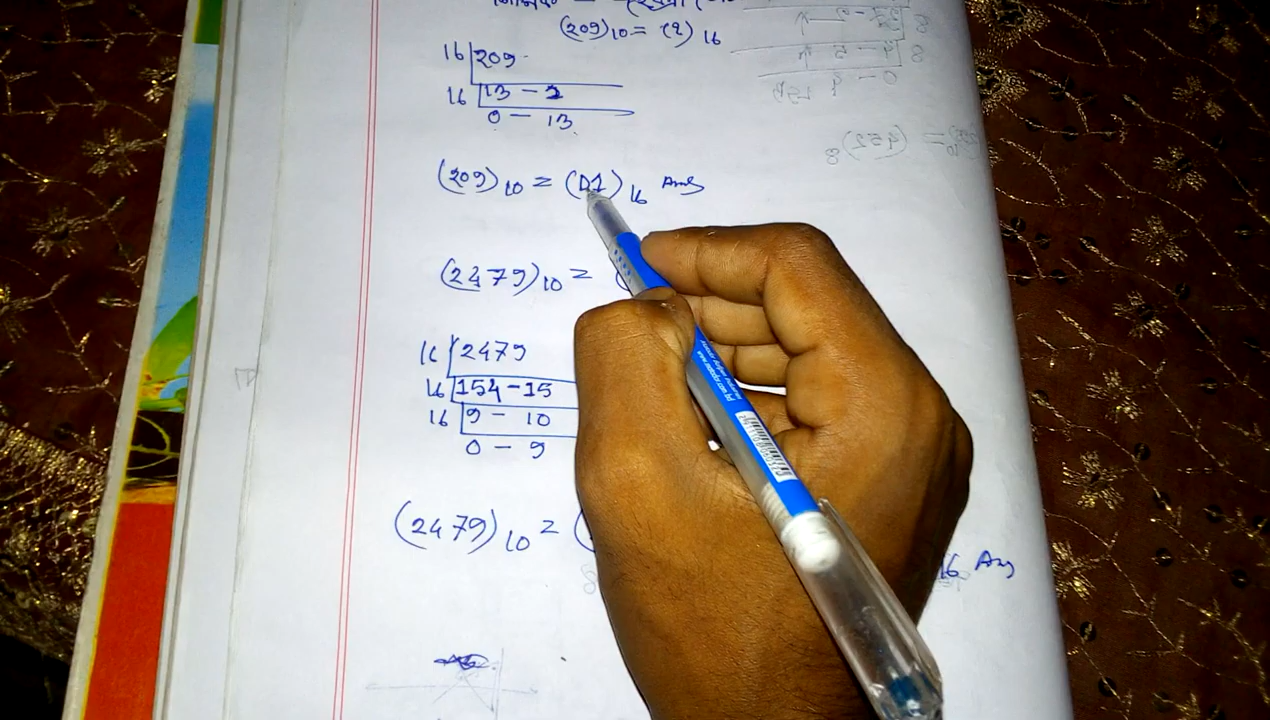 (209)10 = (?)16
16 209
16 13 - 1
0 - 13
(209)10 = (D1)16 Ans
(2479)10 = (
16 2479
16 154 - 15
16 9 - 10
0 - 9
(2479)10 = ( 16 Ans